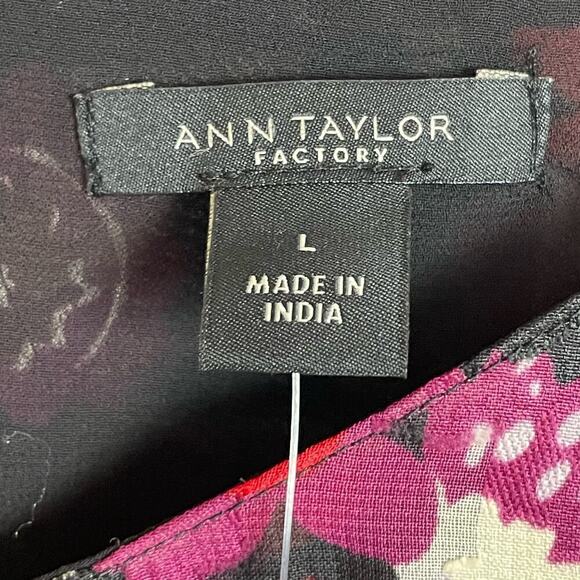 ANN TAYLOR
FACTORY
L
MADE IN
INDIA